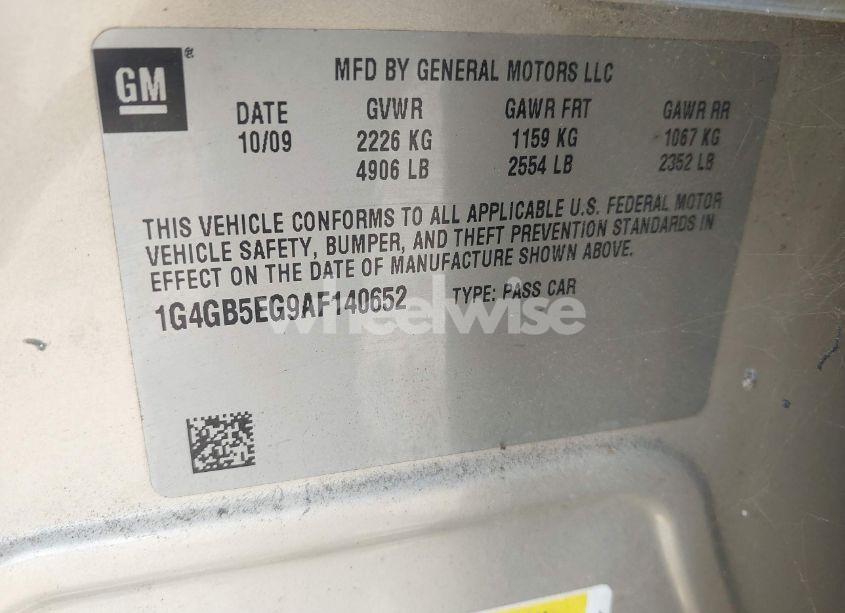 GM®
MFD BY GENERAL MOTORS LLC
DATE GVWR GAWR FRT GAWR RR
10/09 2226 KG 1159 KG 1067 KG
4906 LB 2554 LB 2352 LB
THIS VEHICLE CONFORMS TO ALL APPLICABLE U.S. FEDERAL MOTOR
VEHICLE SAFETY, BUMPER, AND THEFT PREVENTION STANDARDS IN
EFFECT ON THE DATE OF MANUFACTURE SHOWN ABOVE.
1G4GB5EG9AF140652 TYPE: PASS CAR
wheelwise